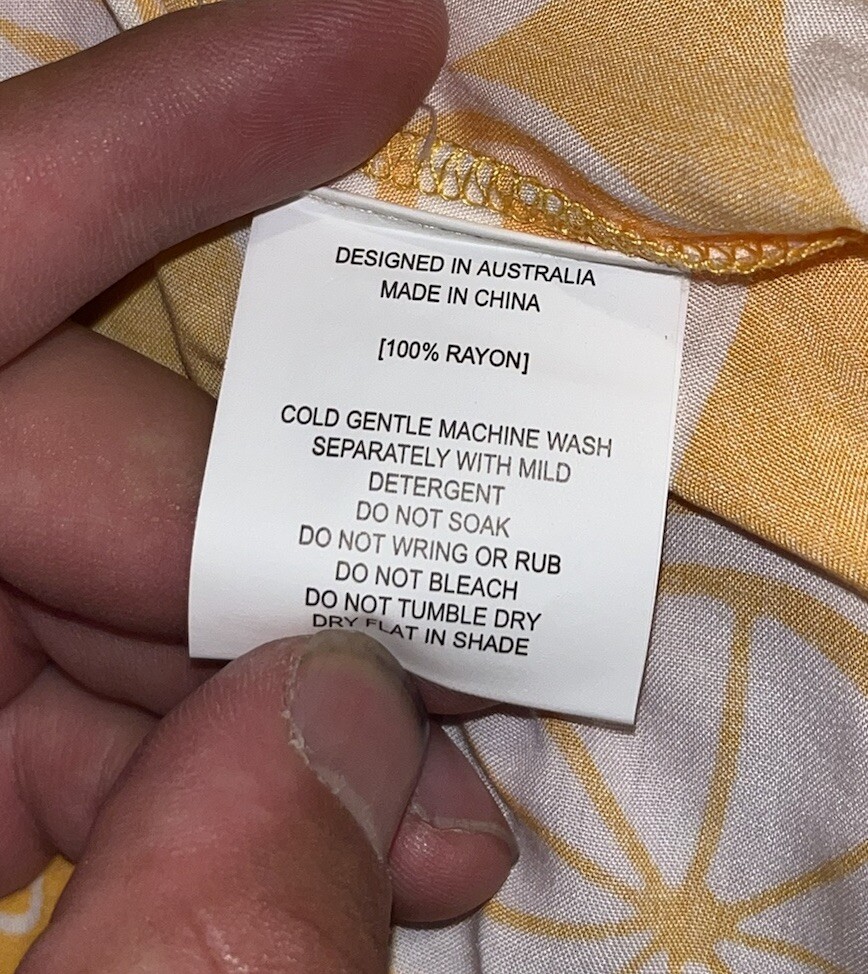 DESIGNED IN AUSTRALIA
MADE IN CHINA
[100% RAYON]
COLD GENTLE MACHINE WASH
SEPARATELY WITH MILD
DETERGENT
DO NOT SOAK
DO NOT WRING OR RUB
DO NOT BLEACH
DO NOT TUMBLE DRY
DRY FLAT IN SHADE